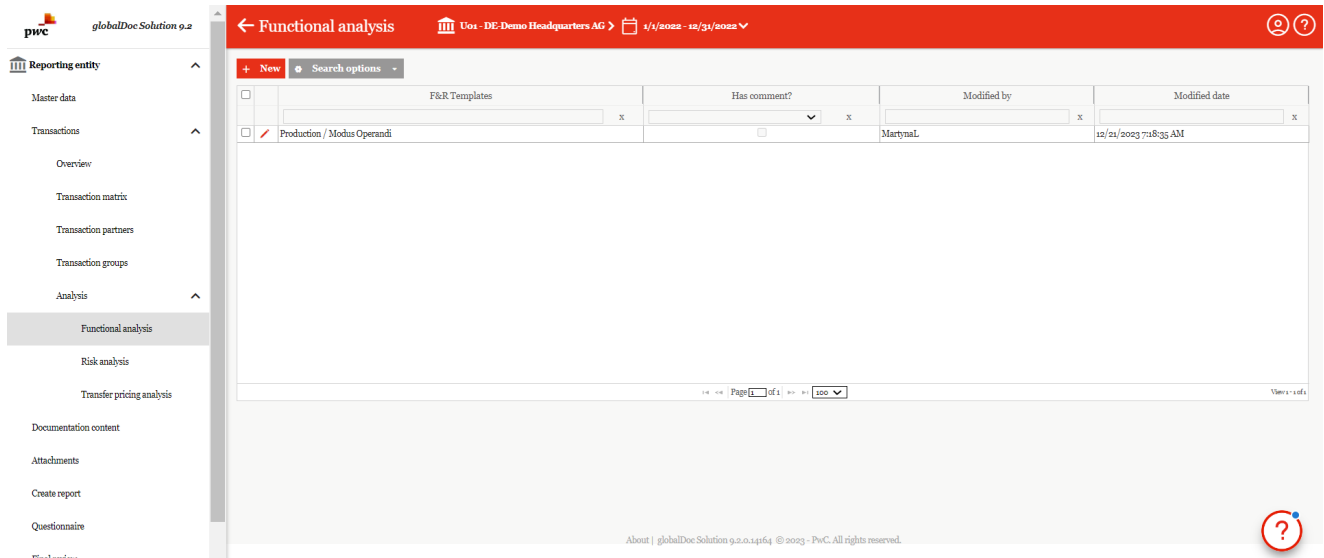 pwc
globalDoc Solution 9.2
← Functional analysis U01 - DE-Demo Headquarters AG > 1/1/2022 - 12/31/2022
Reporting entity
Master data
Transactions
Overview
Transaction matrix
Transaction partners
Transaction groups
Analysis
Functional analysis
Risk analysis
Transfer pricing analysis
Documentation content
Attachments
Create report
Questionnaire
+ New Search options
F&R Templates Has comment? Modified by Modified date
x x x x
Production / Modus Operandi MartynaL 12/21/2023 7:18:35 AM
Page 1 of 1 100 View 1 - 1 of 1
About | globalDoc Solution 9.2.0.14164 © 2023 - PwC. All rights reserved.
?
?